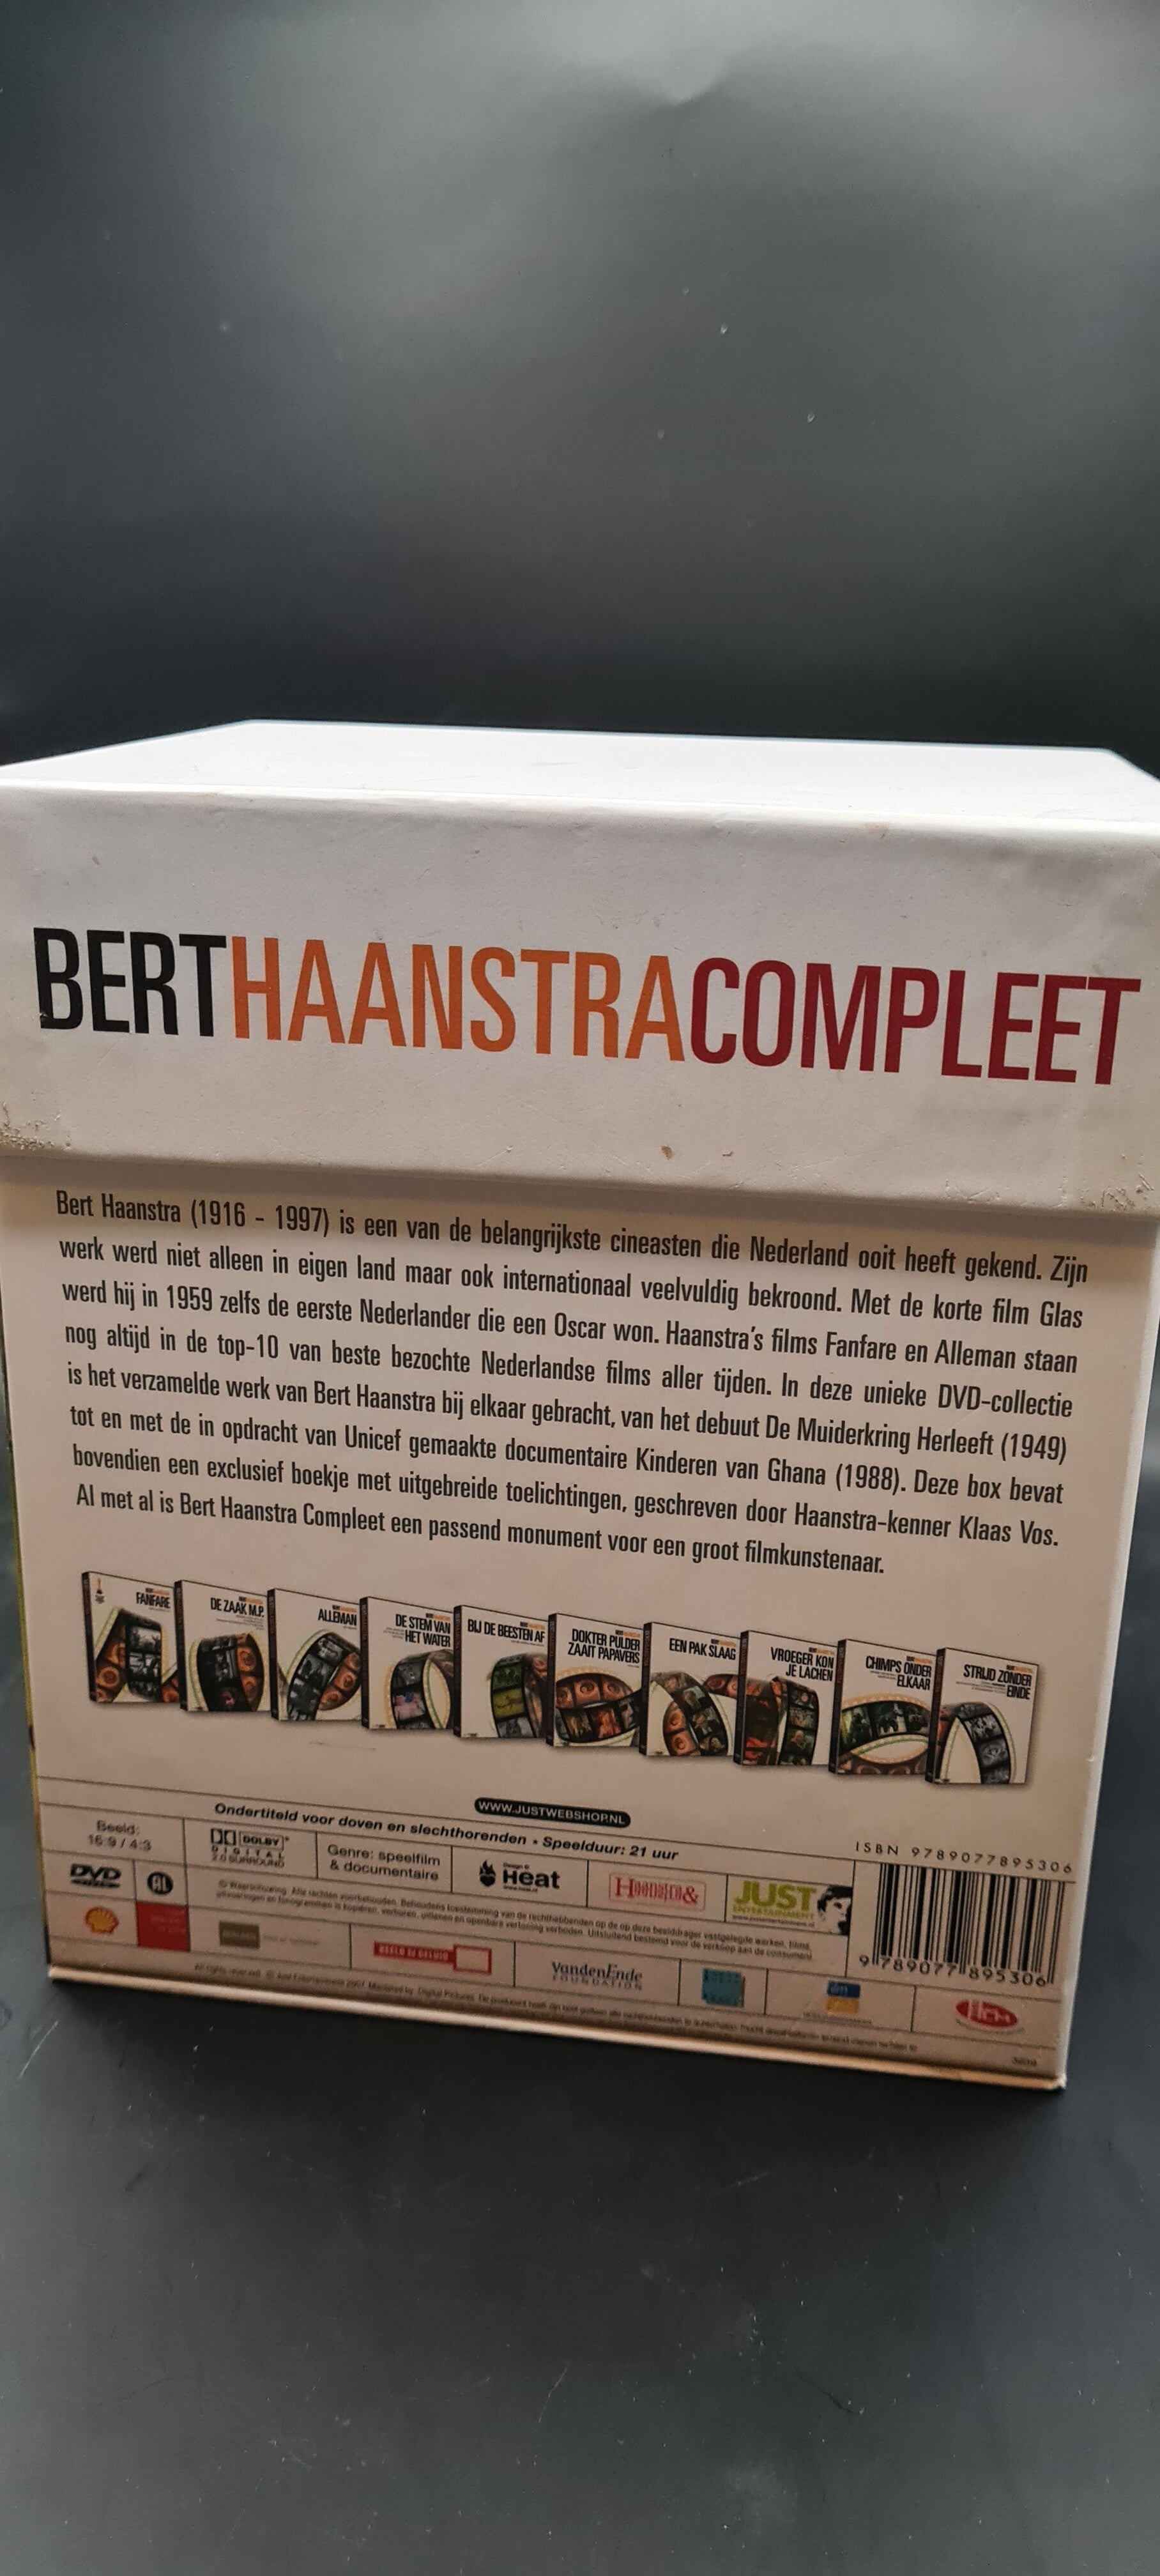 BERTHAANSTRACOMPLEET
Bert Haanstra (1916 - 1997) is een van de belangrijkste cineasten die Nederland ooit heeft gekend. Zijn
werk werd niet alleen in eigen land maar ook internationaal veelvuldig bekroond. Met de korte film Glas
werd hij in 1959 zelfs de eerste Nederlander die een Oscar won. Haanstra's films Fanfare en Alleman staan
nog altijd in de top-10 van beste bezochte Nederlandse films aller tijden. In deze unieke DVD-collectie
is het verzamelde werk van Bert Haanstra bij elkaar gebracht, van het debuut De Muiderkring Herleeft (1949)
tot en met de in opdracht van Unicef gemaakte documentaire Kinderen van Ghana (1988). Deze box bevat
bovendien een exclusief boekje met uitgebreide toelichtingen, geschreven door Haanstra-kenner Klaas Vos.
Al met al is Bert Haanstra Compleet een passend monument voor een groot filmkunstenaar.
FANFARE
DE ZAAK M.P.
ALLEMAN
DE STEM VAN
HET WATER
BIJ DE BEESTEN AF
DOKTER PULDER
ZAAIT PAPAVERS
EEN PAK SLAAG
VROEGER KON
JE LACHEN
CHIMPS ONDER
ELKAAR
STRIJD ZONDER
EINDE
WWW.JUSTWEBSHOP.NL
Ondertiteld voor doven en slechthorenden • Speelduur: 21 uur
Beeld:
16:9 / 4:3
DOLBY
DIGITAL
2.0 SURROUND
Genre: speelfilm
& documentaire
Heat
JUST
ENTERTAINMENT
ISBN 9789077895306
DVD
AL
BEELD EN GELUID
VandenEnde
FOUNDATION
9 789077 895306